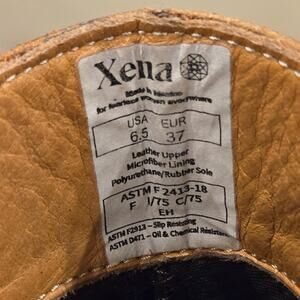 Xena
Made in Mexico
for fearless women everywhere
USA EUR
6.5 37
Leather Upper
Microfiber Lining
Polyurethane/Rubber Sole
ASTM F 2413-18
F I/75 C/75
EH
ASTM F2913 – Slip Resisting
ASTM D471 – Oil & Chemical Resistant